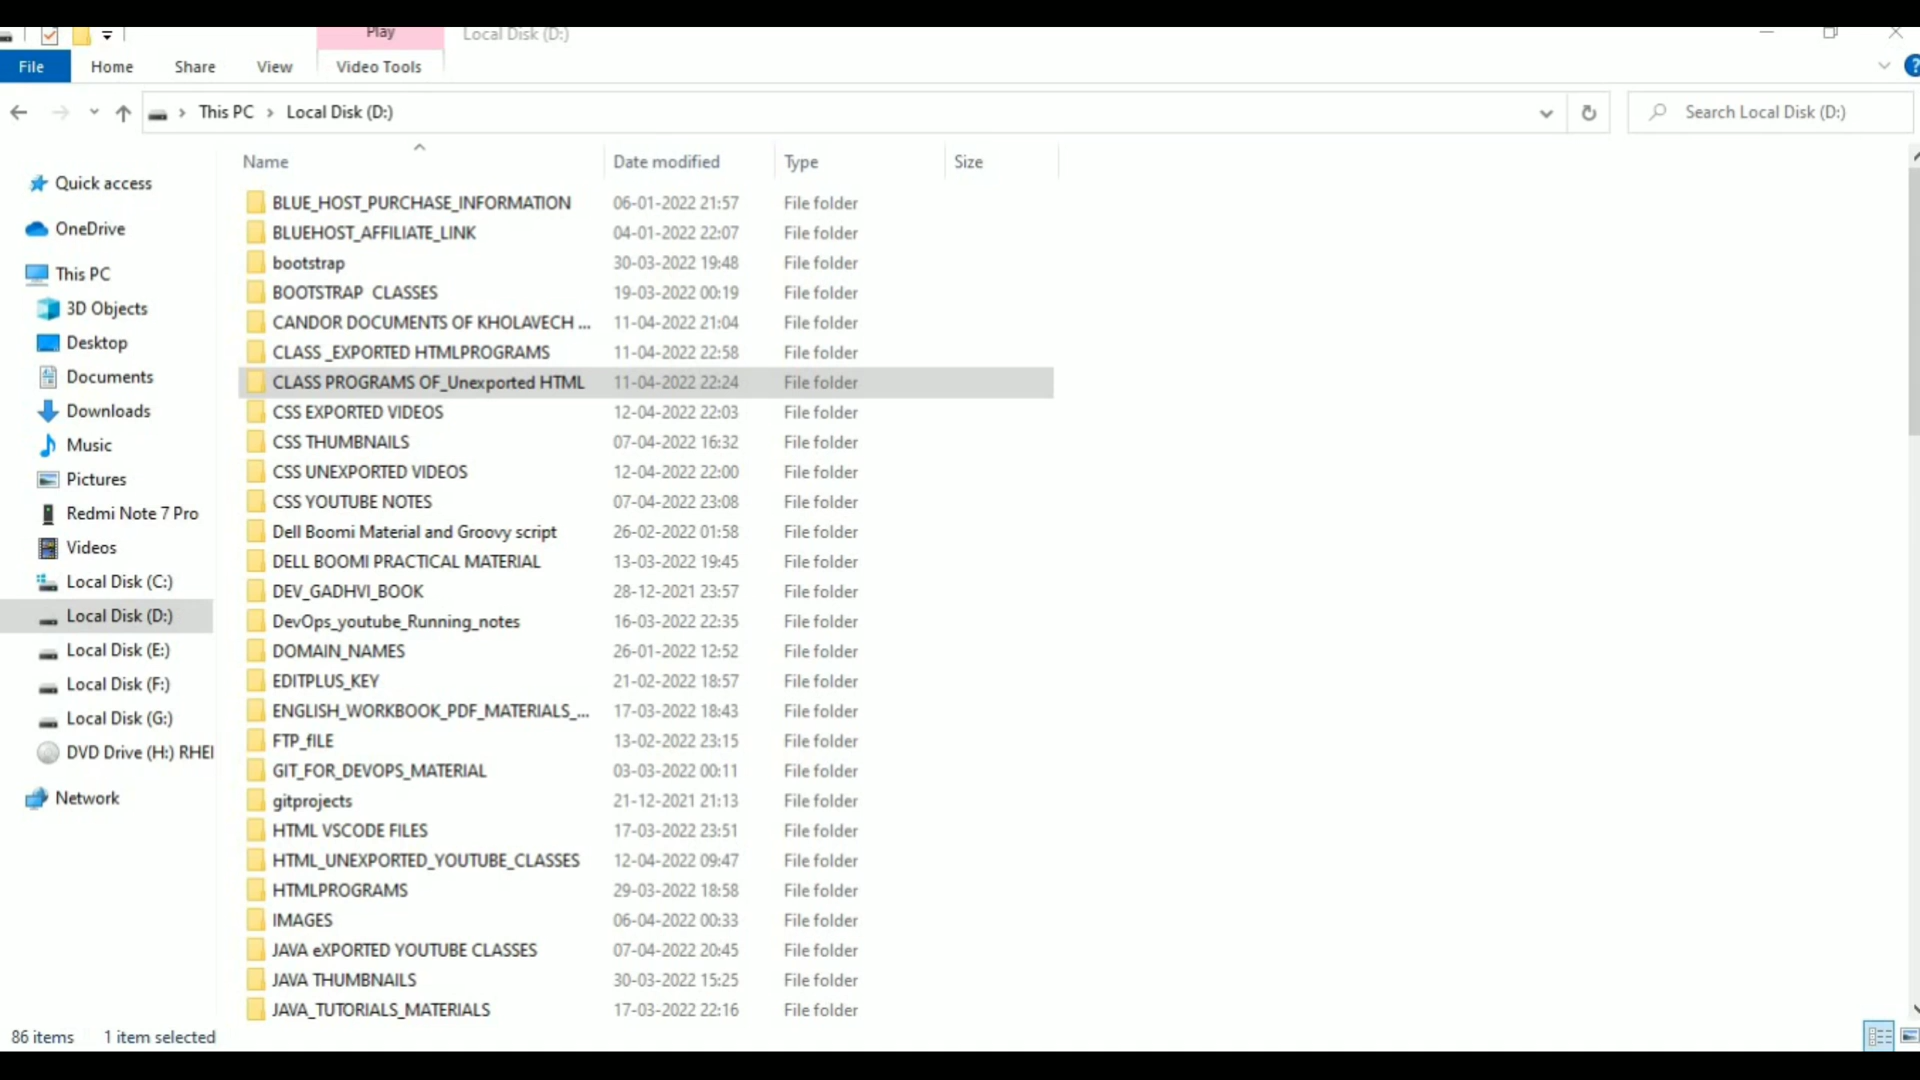 Play Local Disk (D:)
File Home Share View Video Tools
This PC Local Disk (D:) Search Local Disk (D:)
Name Date modified Type Size
Quick access
OneDrive
This PC
3D Objects
Desktop
Documents
Downloads
Music
Pictures
Redmi Note 7 Pro
Videos
Local Disk (C:)
Local Disk (D:)
Local Disk (E:)
Local Disk (F:)
Local Disk (G:)
DVD Drive (H:) RHEI
Network
BLUE_HOST_PURCHASE_INFORMATION 06-01-2022 21:57 File folder
BLUEHOST_AFFILIATE_LINK 04-01-2022 22:07 File folder
bootstrap 30-03-2022 19:48 File folder
BOOTSTRAP CLASSES 19-03-2022 00:19 File folder
CANDOR DOCUMENTS OF KHOLAVECH ... 11-04-2022 21:04 File folder
CLASS _EXPORTED HTMLPROGRAMS 11-04-2022 22:58 File folder
CLASS PROGRAMS OF_Unexported HTML 11-04-2022 22:24 File folder
CSS EXPORTED VIDEOS 12-04-2022 22:03 File folder
CSS THUMBNAILS 07-04-2022 16:32 File folder
CSS UNEXPORTED VIDEOS 12-04-2022 22:00 File folder
CSS YOUTUBE NOTES 07-04-2022 23:08 File folder
Dell Boomi Material and Groovy script 26-02-2022 01:58 File folder
DELL BOOMI PRACTICAL MATERIAL 13-03-2022 19:45 File folder
DEV_GADHVI_BOOK 28-12-2021 23:57 File folder
DevOps_youtube_Running_notes 16-03-2022 22:35 File folder
DOMAIN_NAMES 26-01-2022 12:52 File folder
EDITPLUS_KEY 21-02-2022 18:57 File folder
ENGLISH_WORKBOOK_PDF_MATERIALS_... 17-03-2022 18:43 File folder
FTP_fILE 13-02-2022 23:15 File folder
GIT_FOR_DEVOPS_MATERIAL 03-03-2022 00:11 File folder
gitprojects 21-12-2021 21:13 File folder
HTML VSCODE FILES 17-03-2022 23:51 File folder
HTML_UNEXPORTED_YOUTUBE_CLASSES 12-04-2022 09:47 File folder
HTMLPROGRAMS 29-03-2022 18:58 File folder
IMAGES 06-04-2022 00:33 File folder
JAVA eXPORTED YOUTUBE CLASSES 07-04-2022 20:45 File folder
JAVA THUMBNAILS 30-03-2022 15:25 File folder
JAVA_TUTORIALS_MATERIALS 17-03-2022 22:16 File folder
86 items 1 item selected